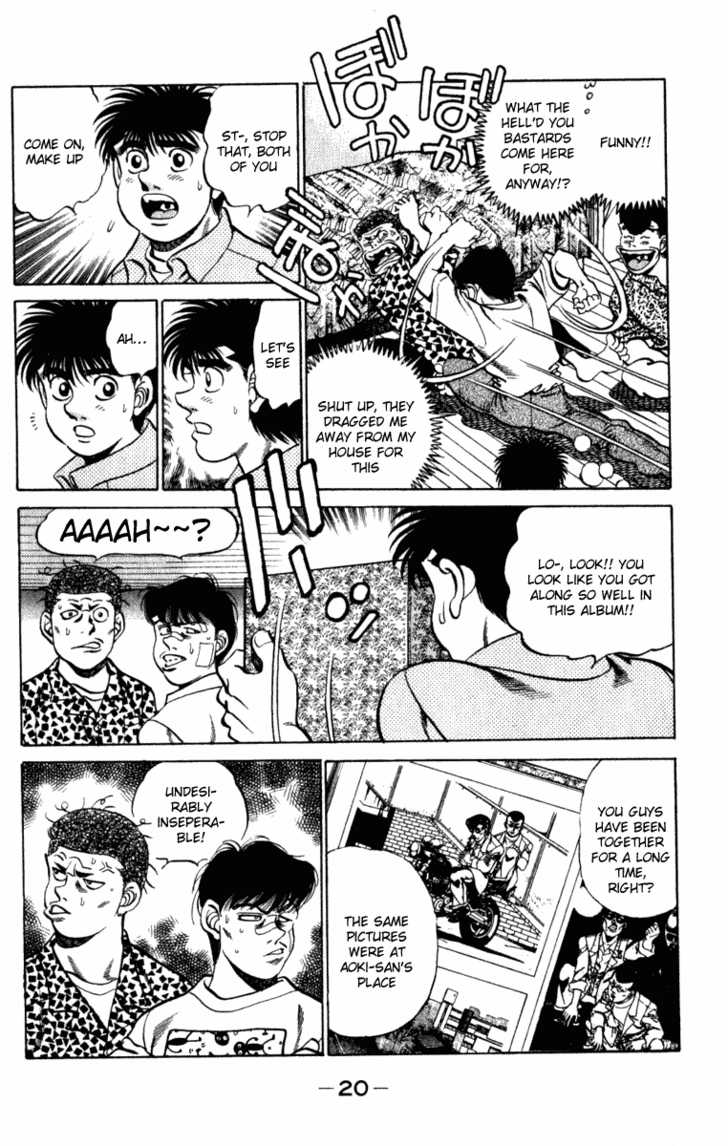 FUNNY!!
WHAT THE
HELL'D YOU
BASTARDS
COME HERE
FOR,
ANYWAY!?
ぼか
ぼか
SHUT UP, THEY
DRAGGED ME
AWAY FROM MY
HOUSE FOR
THIS
ST-, STOP
THAT, BOTH
OF YOU
COME ON,
MAKE UP
LET'S
SEE
AH...
LO-, LOOK!! YOU
LOOK LIKE YOU GOT
ALONG SO WELL IN
THIS ALBUM!!
AAAAH~~?
YOU GUYS
HAVE BEEN
TOGETHER
FOR A LONG
TIME,
RIGHT?
THE SAME
PICTURES
WERE AT
AOKI-SAN'S
PLACE
UNDESI-
RABLY
INSEPERA-
BLE!
—20—